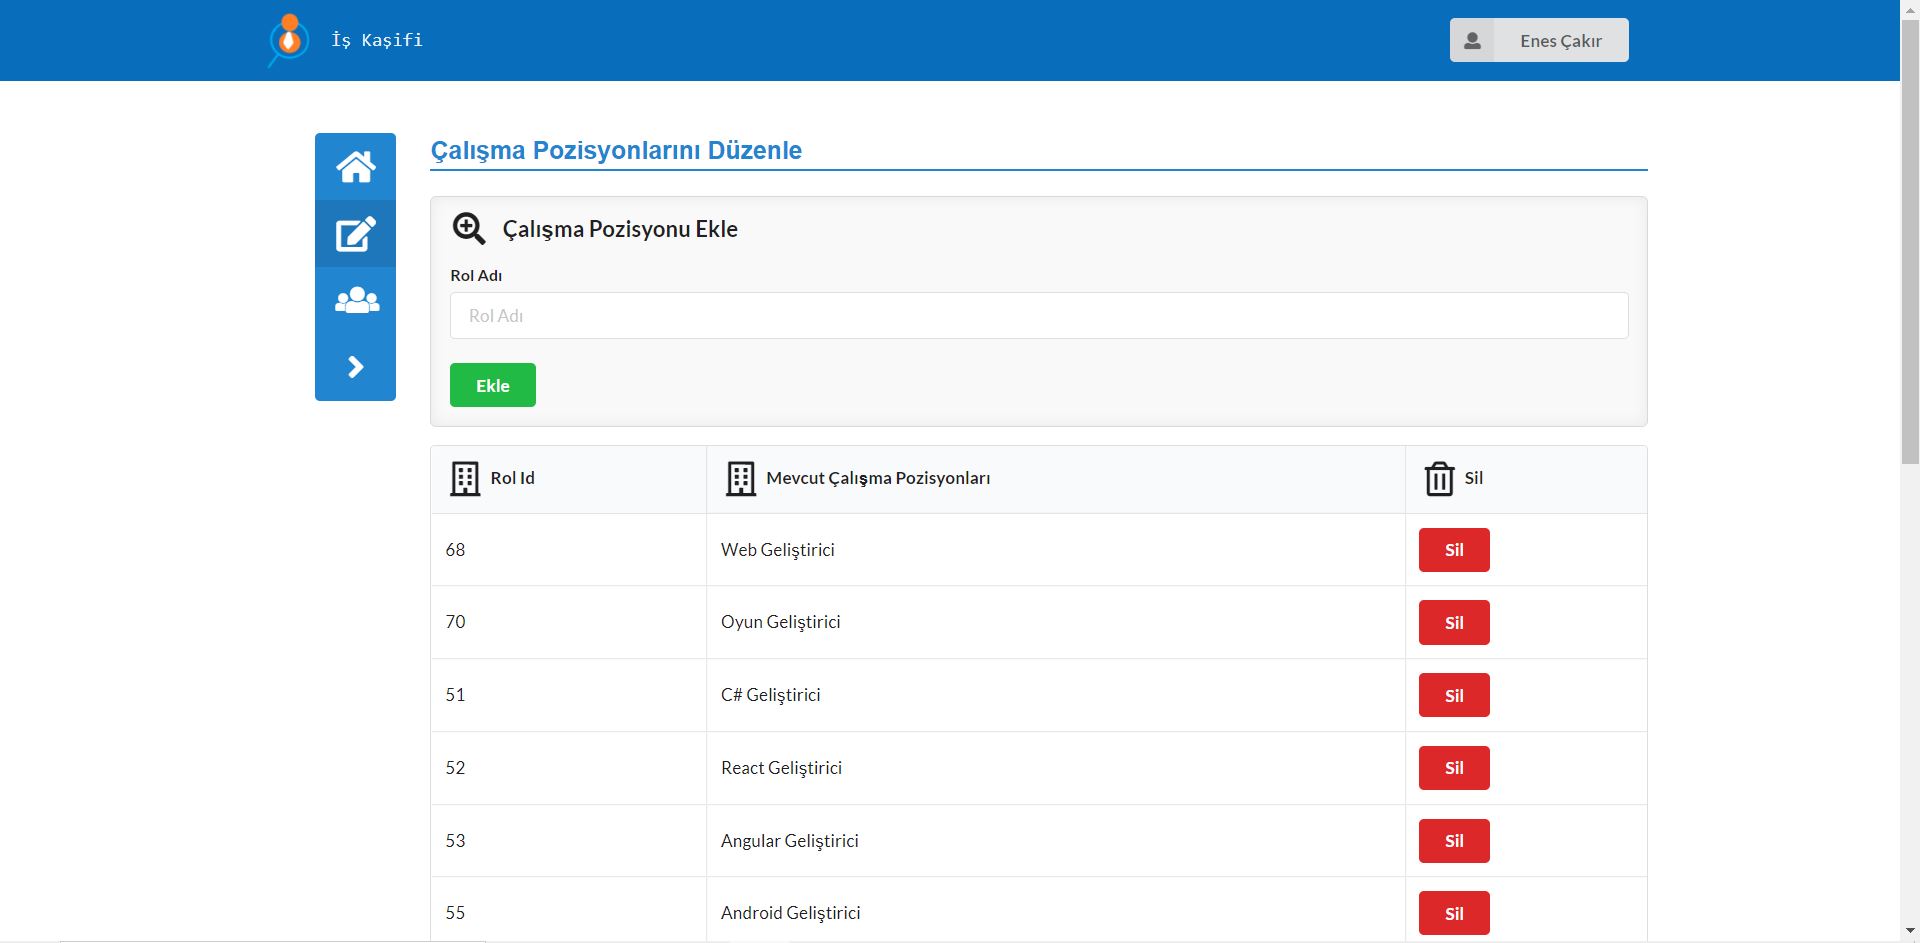 İş Kaşifi
Enes Çakır
Çalışma Pozisyonlarını Düzenle
Çalışma Pozisyonu Ekle
Rol Adı
Rol Adı
Ekle
Rol Id Mevcut Çalışma Pozisyonları Sil
68 Web Geliştirici Sil
70 Oyun Geliştirici Sil
51 C# Geliştirici Sil
52 React Geliştirici Sil
53 Angular Geliştirici Sil
55 Android Geliştirici Sil